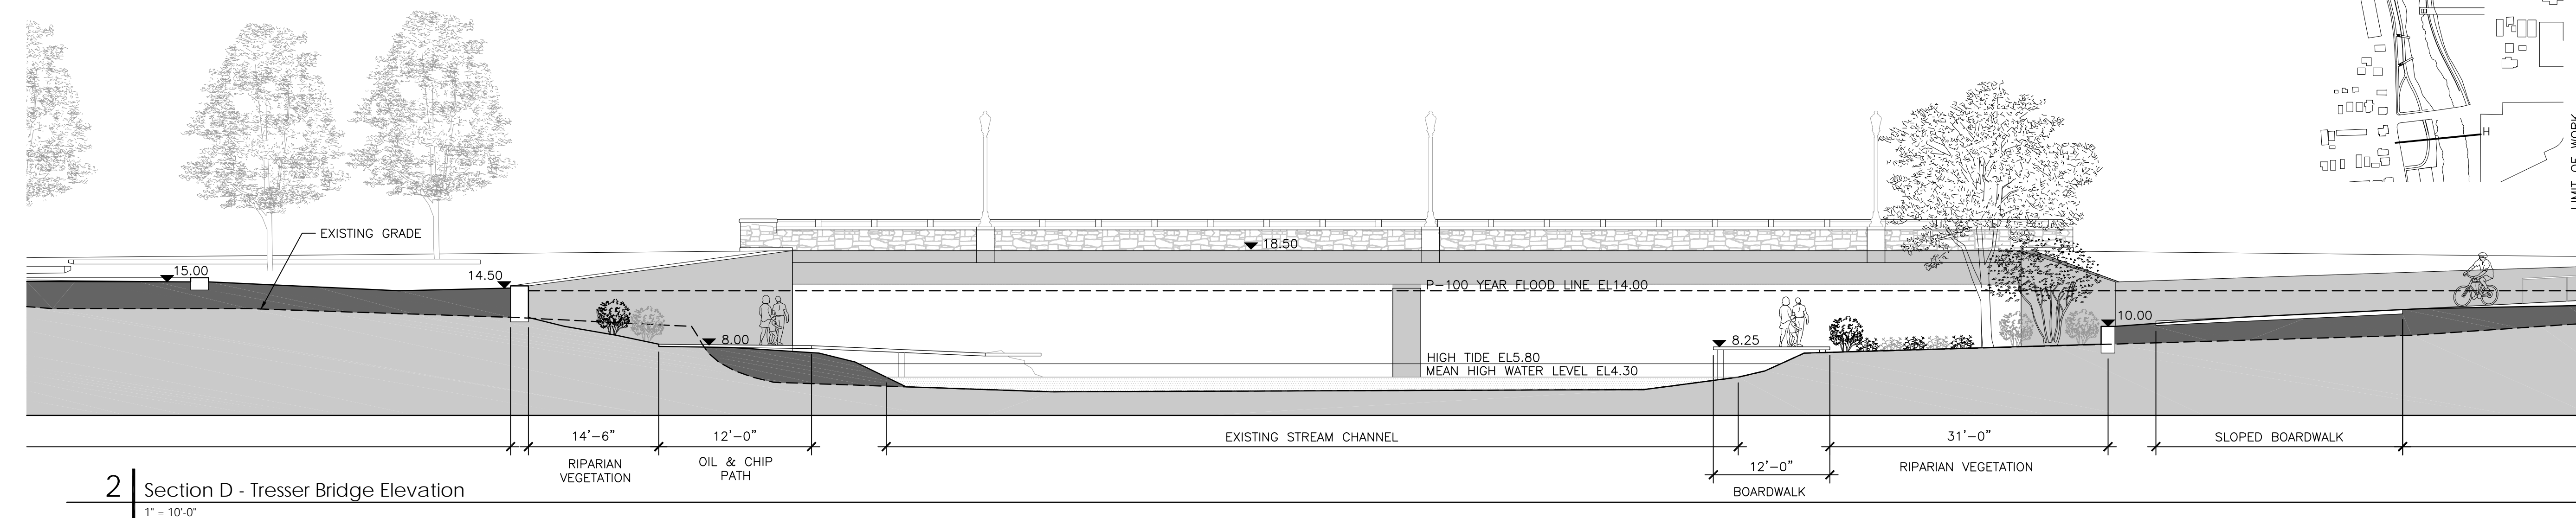 H
LIMIT OF WORK
EXISTING GRADE
15.00
14.50
18.50
P-100 YEAR FLOOD LINE EL14.00
10.00
8.00
8.25
HIGH TIDE EL5.80
MEAN HIGH WATER LEVEL EL4.30
14'-6"
12'-0"
EXISTING STREAM CHANNEL
31'-0"
SLOPED BOARDWALK
RIPARIAN
VEGETATION
OIL & CHIP
PATH
12'-0"
BOARDWALK
RIPARIAN VEGETATION
2
Section D - Tresser Bridge Elevation
1" = 10'-0"